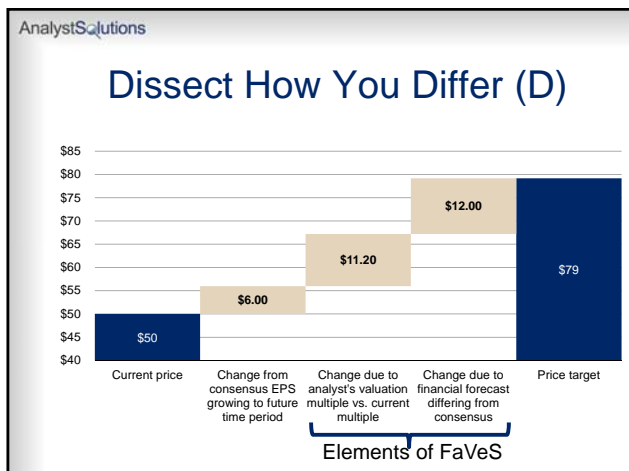 AnalystSolutions
Dissect How You Differ (D)
$85
$80
$75
$70
$65
$60
$55
$50
$45
$40
$50
$6.00
$11.20
$12.00
$79
Current price
Change from
consensus EPS
growing to future
time period
Change due to
analyst's valuation
multiple vs. current
multiple
Change due to
financial forecast
differing from
consensus
Price target
Elements of FaVeS